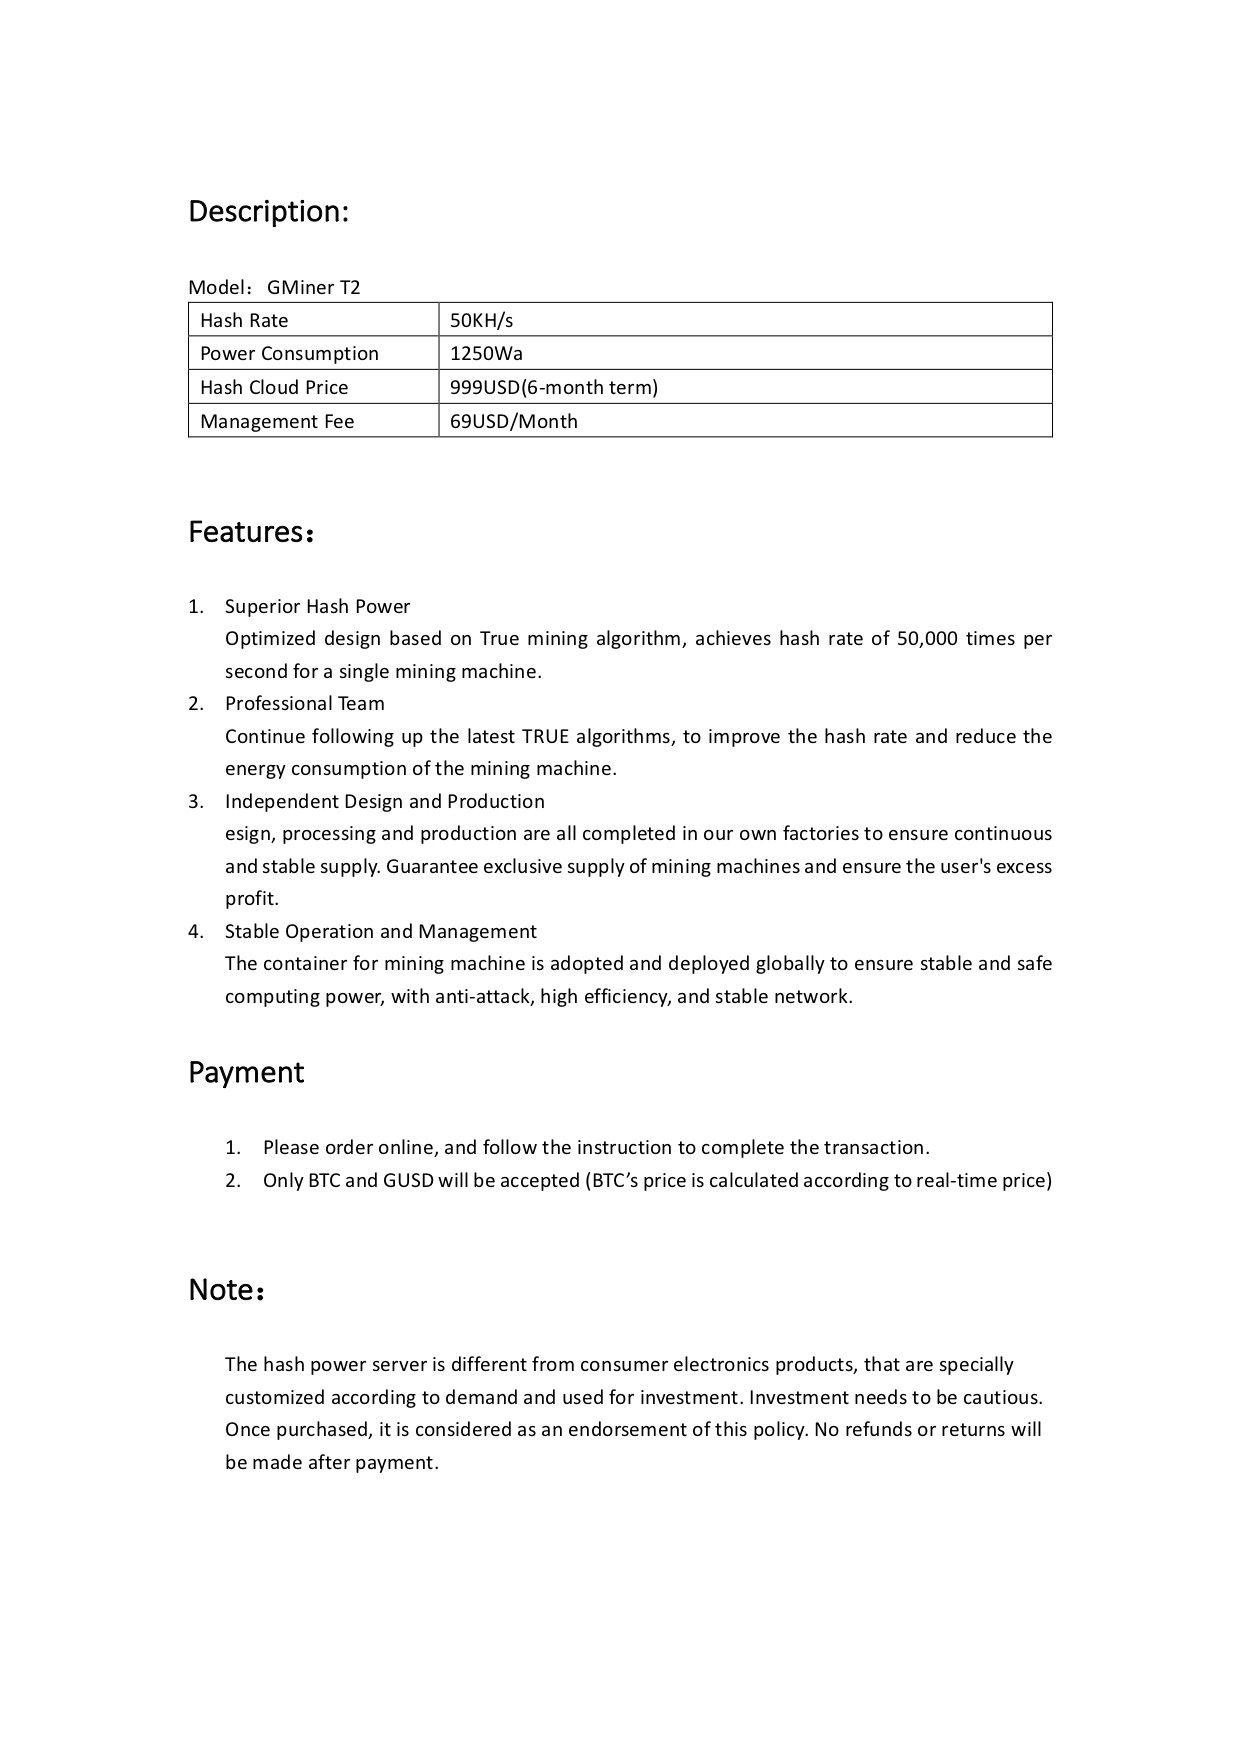 Description:
Model：GMiner T2
Hash Rate 50KH/s
Power Consumption 1250Wa
Hash Cloud Price 999USD(6-month term)
Management Fee 69USD/Month
Features：
1. Superior Hash Power
Optimized design based on True mining algorithm, achieves hash rate of 50,000 times per
second for a single mining machine.
2. Professional Team
Continue following up the latest TRUE algorithms, to improve the hash rate and reduce the
energy consumption of the mining machine.
3. Independent Design and Production
esign, processing and production are all completed in our own factories to ensure continuous
and stable supply. Guarantee exclusive supply of mining machines and ensure the user's excess
profit.
4. Stable Operation and Management
The container for mining machine is adopted and deployed globally to ensure stable and safe
computing power, with anti-attack, high efficiency, and stable network.
Payment
1. Please order online, and follow the instruction to complete the transaction.
2. Only BTC and GUSD will be accepted (BTC’s price is calculated according to real-time price)
Note：
The hash power server is different from consumer electronics products, that are specially
customized according to demand and used for investment. Investment needs to be cautious.
Once purchased, it is considered as an endorsement of this policy. No refunds or returns will
be made after payment.